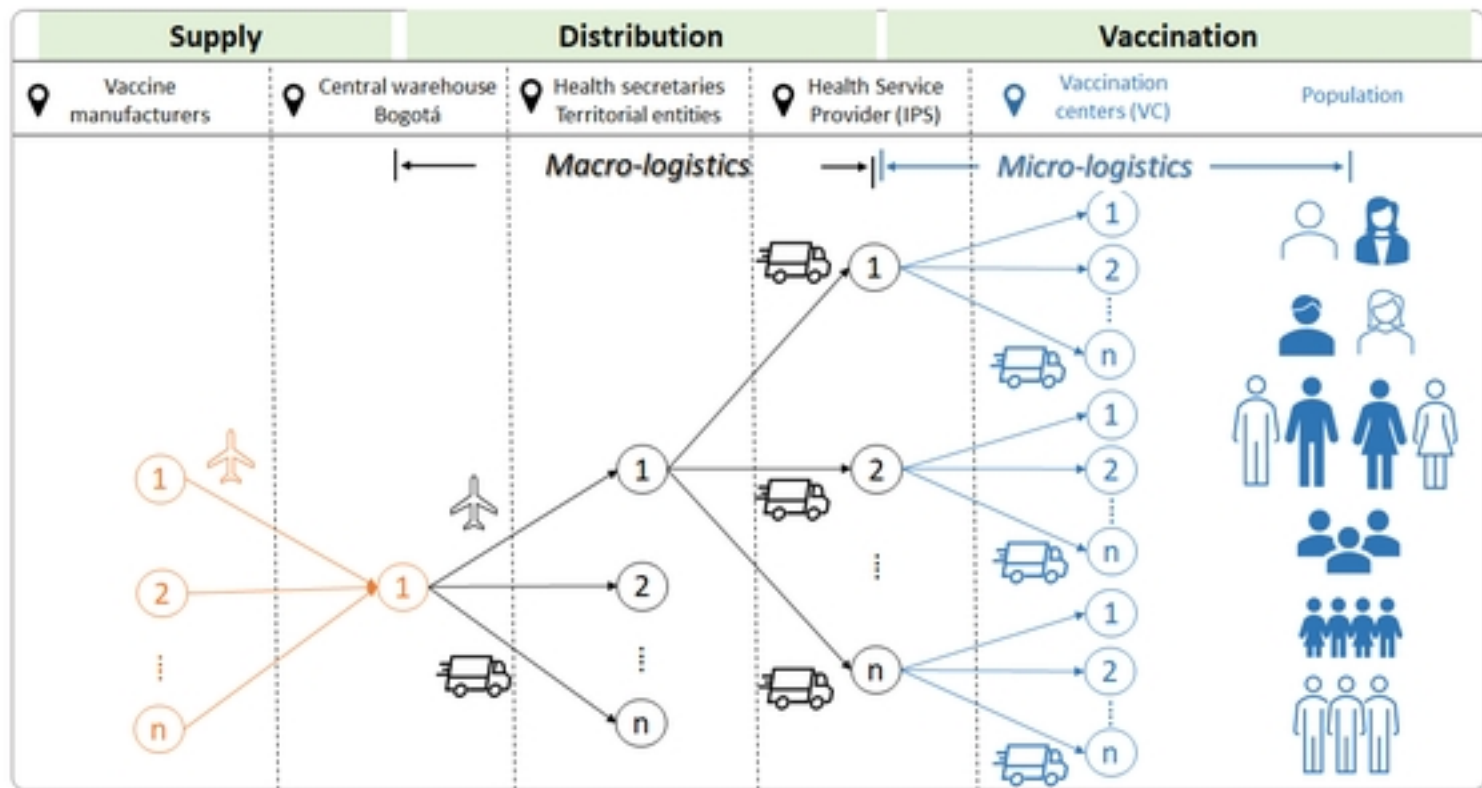 Supply
Distribution
Vaccination
Vaccine
manufacturers
Central warehouse
Bogotá
Health secretaries
Territorial entities
Health Service
Provider (IPS)
Vaccination
centers (VC)
Population
Macro-logistics
Micro-logistics
1
2
n
1
1
2
n
1
2
n
1
2
n
1
2
n
1
2
n